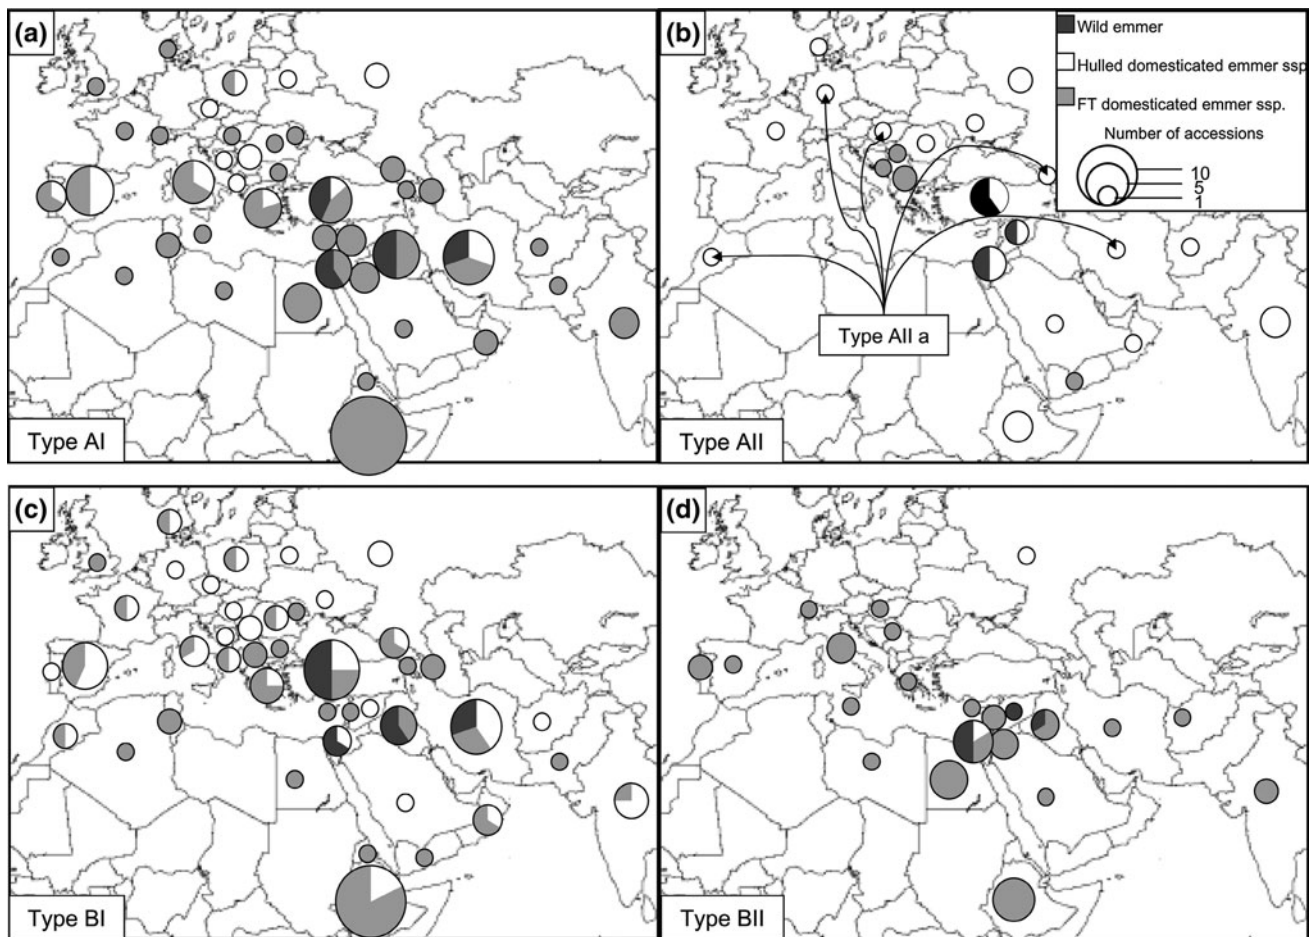 (a)
Type AI
(b)
Wild emmer
Hulled domesticated emmer ssp.
FT domesticated emmer ssp.
Number of accessions
10
5
1
Type AII a
Type AII
(c)
Type BI
(d)
Type BII